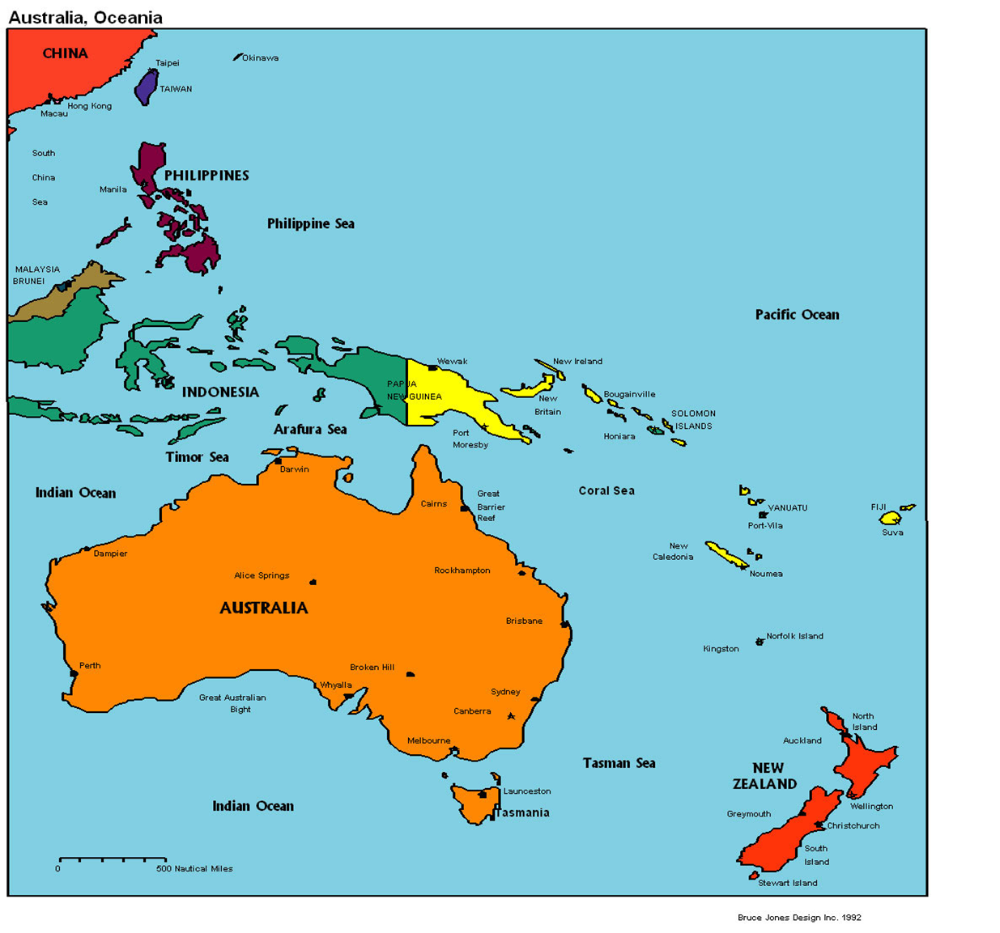 Australia, Oceania
CHINA
Taipei
Okinawa
TAIWAN
Hong Kong
Macau
South
China
Sea
PHILIPPINES
Manila
Philippine Sea
MALAYSIA
BRUNEI
Pacific Ocean
Wewak
New Ireland
PAPUA
NEW GUINEA
INDONESIA
New
Britain
Bougainville
SOLOMON
ISLANDS
Arafura Sea
Port
Moresby
Honiara
Timor Sea
Darwin
Indian Ocean
Coral Sea
Great
Barrier
Reef
Cairns
VANUATU
Port-Vila
FIJI
Suva
Dampier
New
Caledonia
Noumea
Alice Springs
Rockhampton
AUSTRALIA
Brisbane
Norfolk Island
Kingston
Perth
Broken Hill
Whyalla
Great Australian
Bight
Sydney
Canberra
North
Island
Melbourne
Auckland
Tasman Sea
NEW
ZEALAND
Launceston
Tasmania
Indian Ocean
Wellington
Greymouth
Christchurch
South
Island
Stewart Island
0 500 Nautical Miles
Bruce Jones Design Inc. 1992